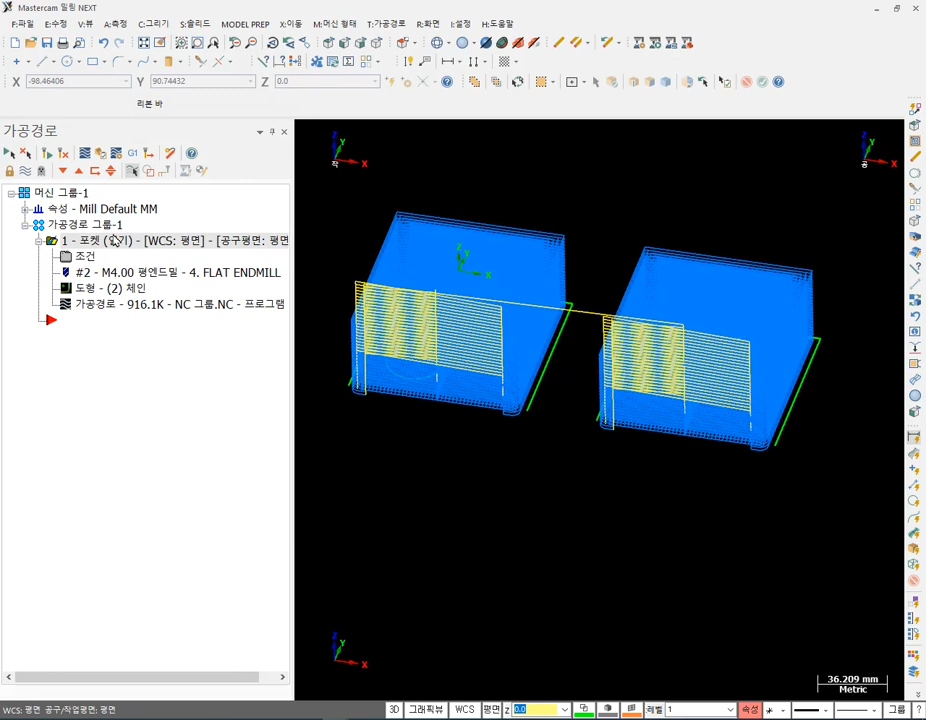 Mastercam 밀링 NEXT
F:파일 E:수정 V:뷰 A:측정 C:그리기 S:솔리드 MODEL PREP X:이동 M:머신 형태 T:가공경로 R:화면 I:설정 H:도움말
X -98.46406 Y 90.74432 Z 0.0
리본 바
가공경로
G1
머신 그룹-1
속성 - Mill Default MM
가공경로 그룹-1
1 - 포켓 - [WCS: 평면] - [공구평면: 평면
조건
#2 - M4.00 평엔드밀 - 4. FLAT ENDMILL
도형 - (2) 체인
가공경로 - 916.1K - NC 그룹.NC - 프로그램
Z Y X
Z Y X
Z Y X
Z Y X
36.209 mm
Metric
WCS: 평면 공구/작업평면: 평면
3D 그래픽뷰 WCS 평면 Z 0.0 레벨 1 속성 그룹 ?